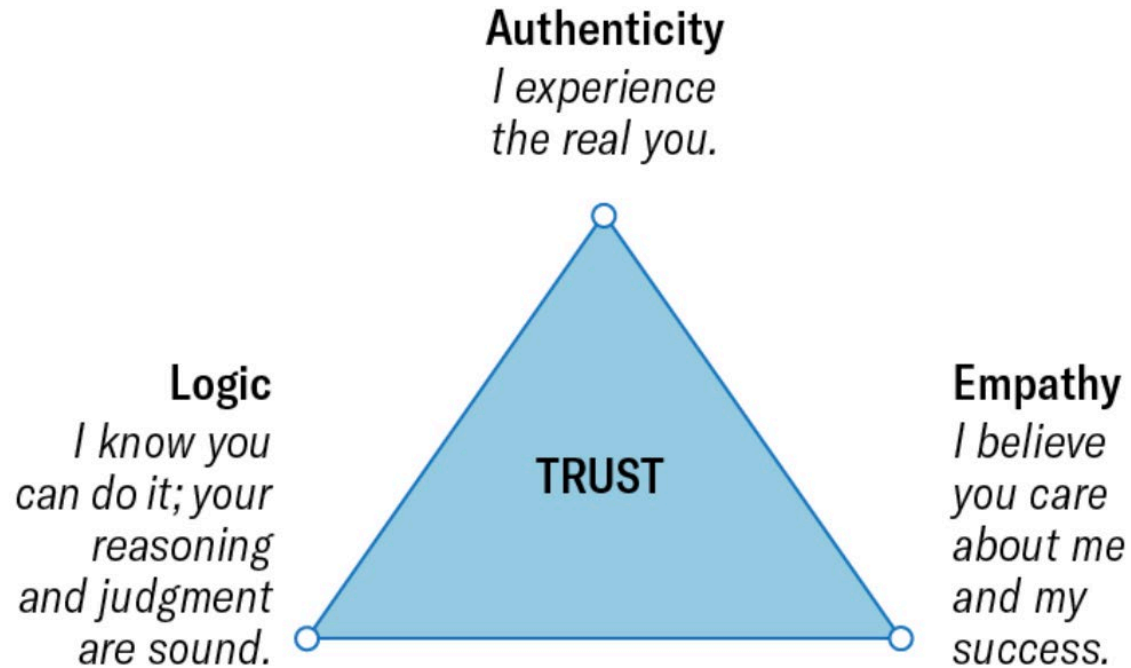 Authenticity
I experience
the real you.
Logic
I know you
can do it; your
reasoning
and judgment
are sound.
TRUST
Empathy
I believe
you care
about me
and my
success.